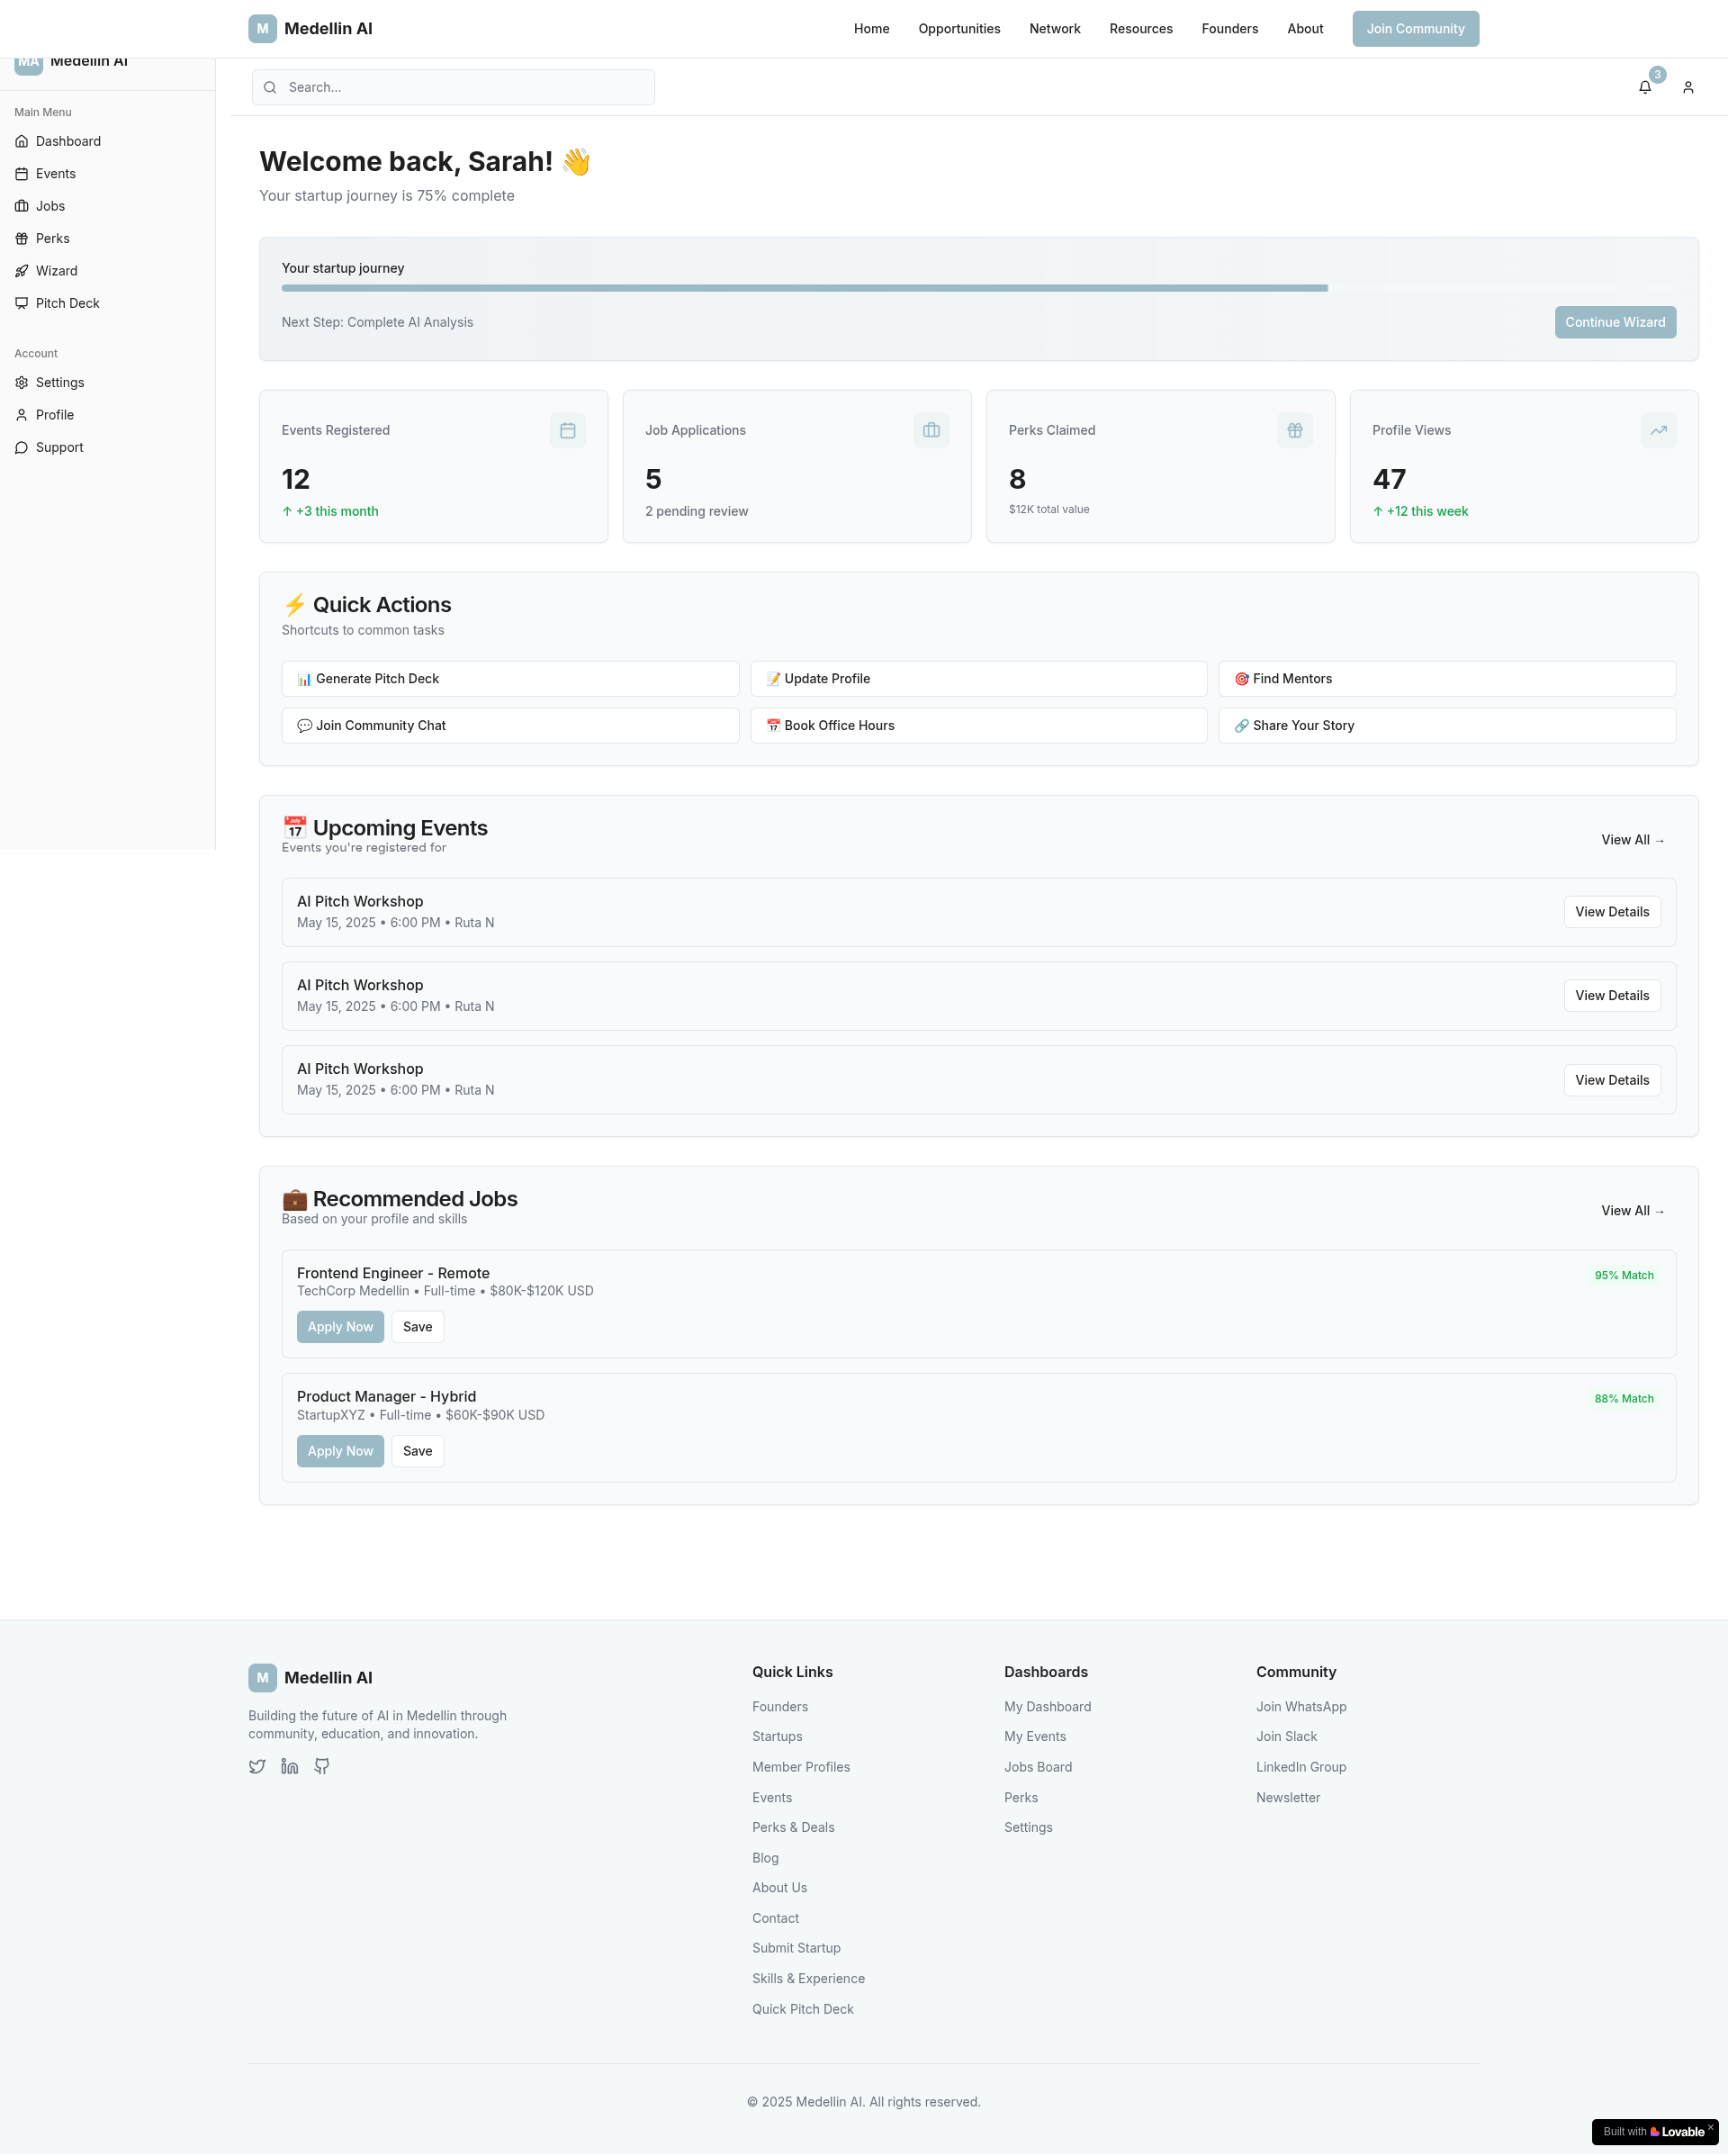 M Medellin AI
Home Opportunities Network Resources Founders About Join Community
MA Medellin AI
Search...
3
Main Menu
Dashboard
Events
Jobs
Perks
Wizard
Pitch Deck
Account
Settings
Profile
Support
Welcome back, Sarah! 👋
Your startup journey is 75% complete
Your startup journey
Next Step: Complete AI Analysis
Continue Wizard
Events Registered
12
↑ +3 this month
Job Applications
5
2 pending review
Perks Claimed
8
$12K total value
Profile Views
47
↑ +12 this week
⚡ Quick Actions
Shortcuts to common tasks
📊 Generate Pitch Deck
📝 Update Profile
🎯 Find Mentors
💬 Join Community Chat
📅 Book Office Hours
🔗 Share Your Story
📅 Upcoming Events
Events you're registered for
View All →
AI Pitch Workshop
May 15, 2025 • 6:00 PM • Ruta N
View Details
AI Pitch Workshop
May 15, 2025 • 6:00 PM • Ruta N
View Details
AI Pitch Workshop
May 15, 2025 • 6:00 PM • Ruta N
View Details
💼 Recommended Jobs
Based on your profile and skills
View All →
Frontend Engineer - Remote
TechCorp Medellin • Full-time • $80K-$120K USD
95% Match
Apply Now
Save
Product Manager - Hybrid
StartupXYZ • Full-time • $60K-$90K USD
88% Match
Apply Now
Save
M Medellin AI
Building the future of AI in Medellin through
community, education, and innovation.
Quick Links
Founders
Startups
Member Profiles
Events
Perks & Deals
Blog
About Us
Contact
Submit Startup
Skills & Experience
Quick Pitch Deck
Dashboards
My Dashboard
My Events
Jobs Board
Perks
Settings
Community
Join WhatsApp
Join Slack
LinkedIn Group
Newsletter
© 2025 Medellin AI. All rights reserved.
Built with Lovable